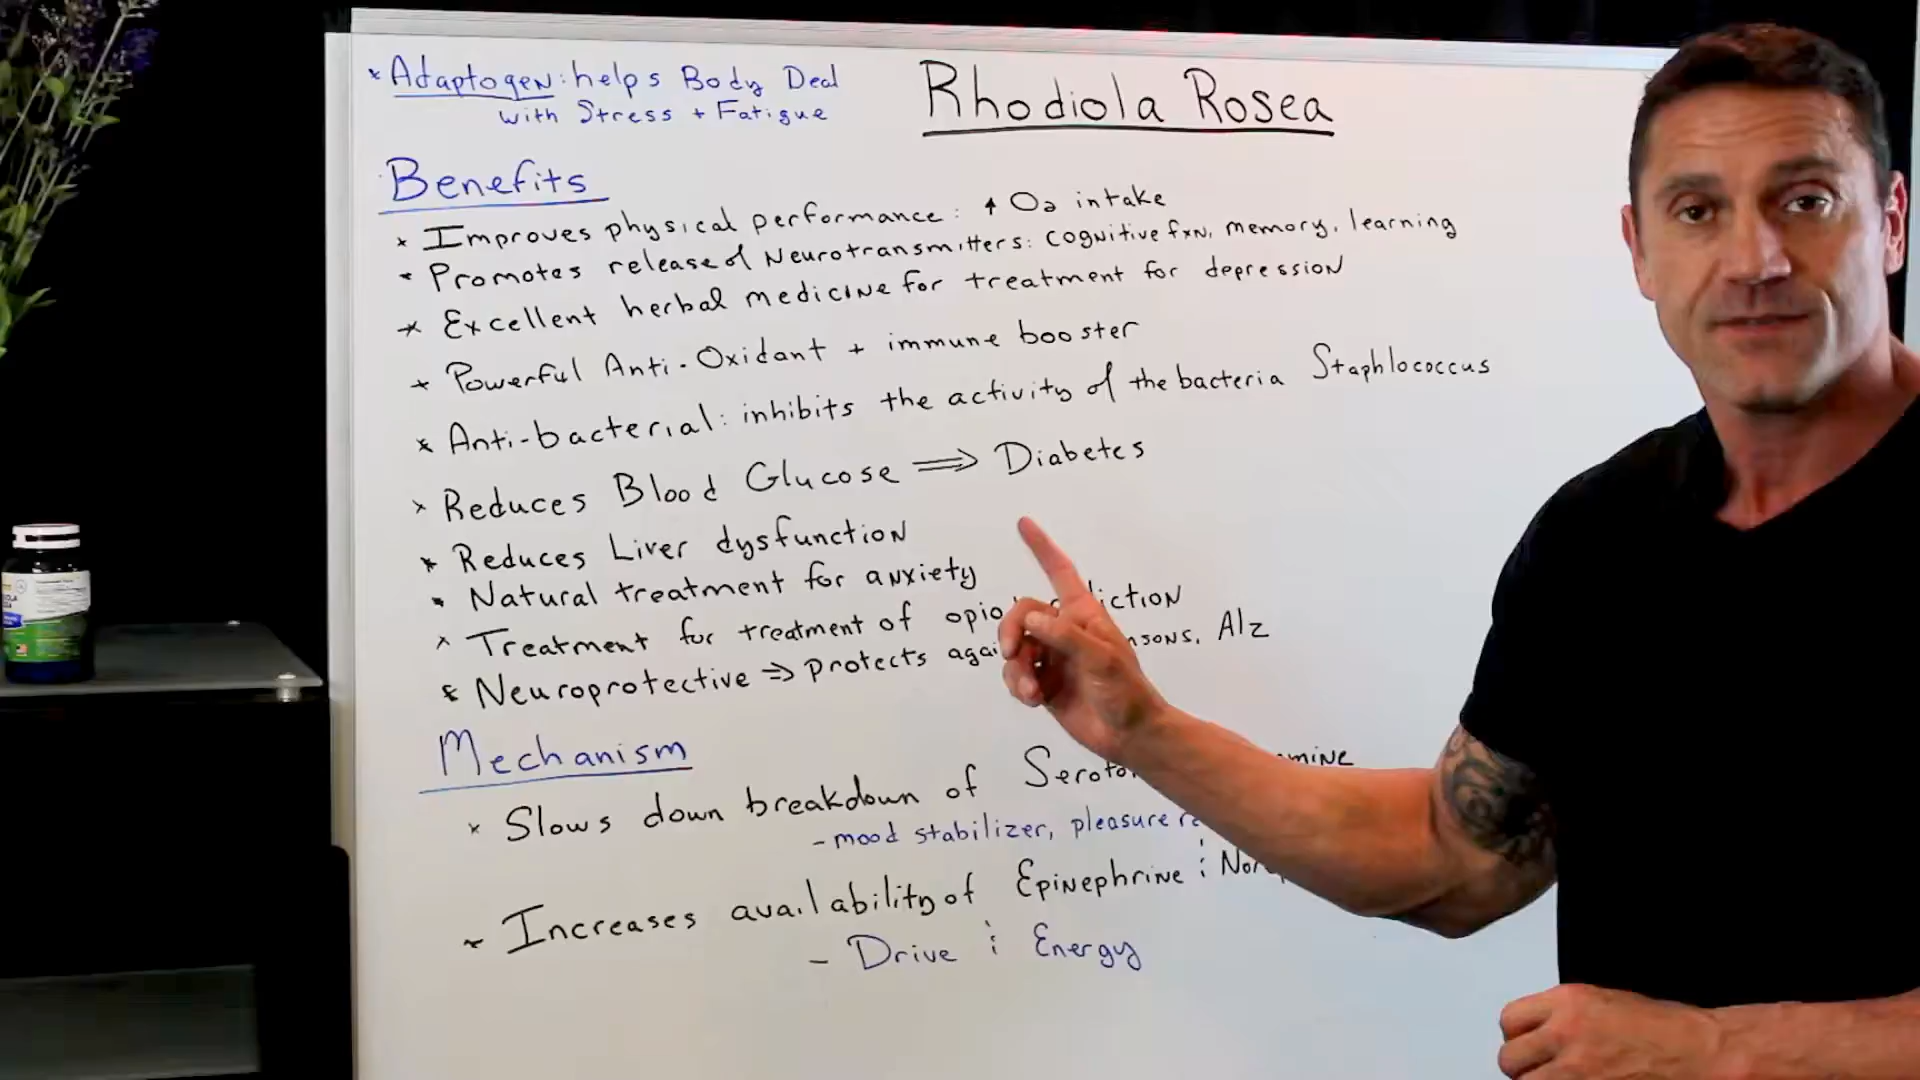 * Adaptogen: helps Body Deal
with Stress + Fatigue
Rhodiola Rosea
Benefits
* Improves physical performance: ↑ O2 intake
* Promotes release of Neurotransmitters: cognitive fxn, memory, learning
* Excellent herbal medicine for treatment for depression
* Powerful Anti-Oxidant + immune booster
* Anti-bacterial: inhibits the activity of the bacteria Staphlococcus
* Reduces Blood Glucose ⇒ Diabetes
* Reduces Liver dysfunction
* Natural treatment for anxiety
* Treatment for treatment of
* Neuroprotective ⇒ protects Alz
Mechanism
* Slows down breakdown of
- mood stabilizer, pleasure
* Increases availability of Epinephrine &
- Drive & Energy